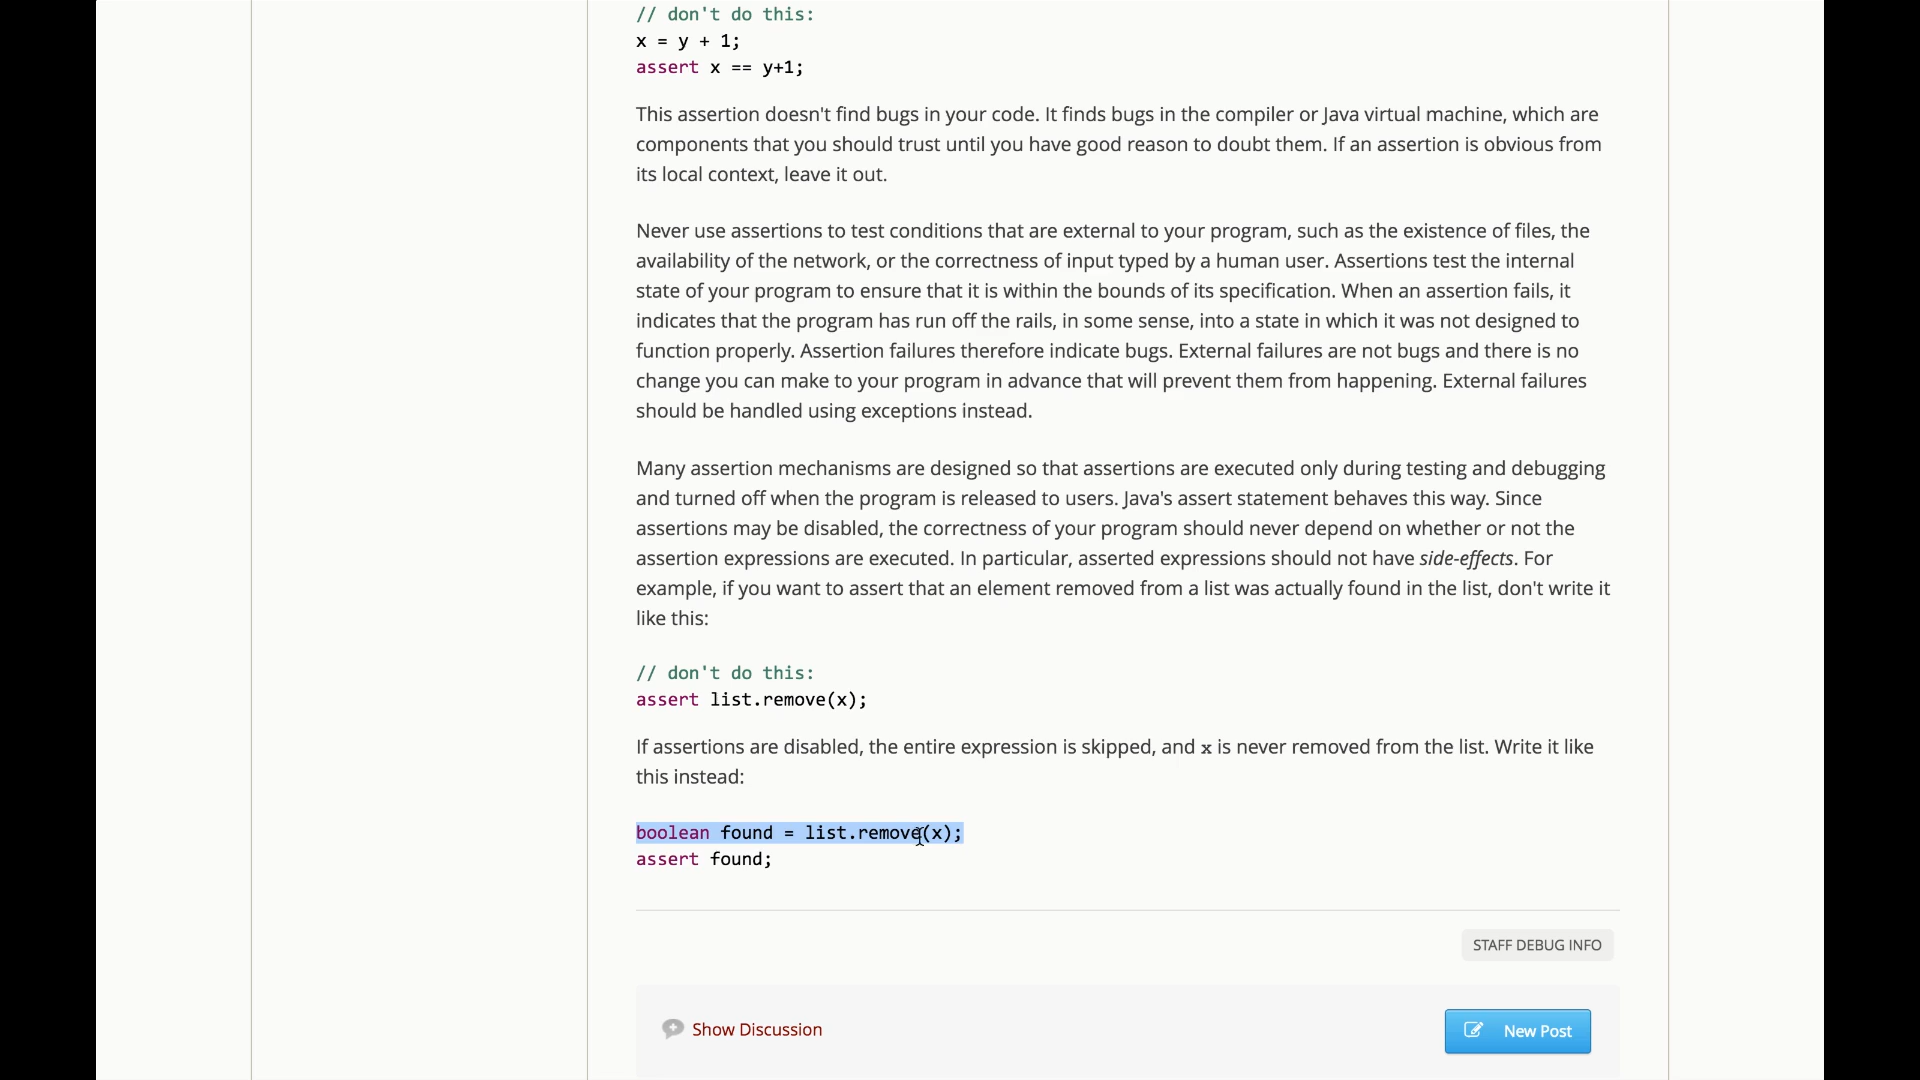 // don't do this:
x = y + 1;
assert x == y+1;
This assertion doesn't find bugs in your code. It finds bugs in the compiler or Java virtual machine, which are
components that you should trust until you have good reason to doubt them. If an assertion is obvious from
its local context, leave it out.
Never use assertions to test conditions that are external to your program, such as the existence of files, the
availability of the network, or the correctness of input typed by a human user. Assertions test the internal
state of your program to ensure that it is within the bounds of its specification. When an assertion fails, it
indicates that the program has run off the rails, in some sense, into a state in which it was not designed to
function properly. Assertion failures therefore indicate bugs. External failures are not bugs and there is no
change you can make to your program in advance that will prevent them from happening. External failures
should be handled using exceptions instead.
Many assertion mechanisms are designed so that assertions are executed only during testing and debugging
and turned off when the program is released to users. Java's assert statement behaves this way. Since
assertions may be disabled, the correctness of your program should never depend on whether or not the
assertion expressions are executed. In particular, asserted expressions should not have side-effects. For
example, if you want to assert that an element removed from a list was actually found in the list, don't write it
like this:
// don't do this:
assert list.remove(x);
If assertions are disabled, the entire expression is skipped, and x is never removed from the list. Write it like
this instead:
boolean found = list.remove(x);
assert found;
STAFF DEBUG INFO
Show Discussion
New Post